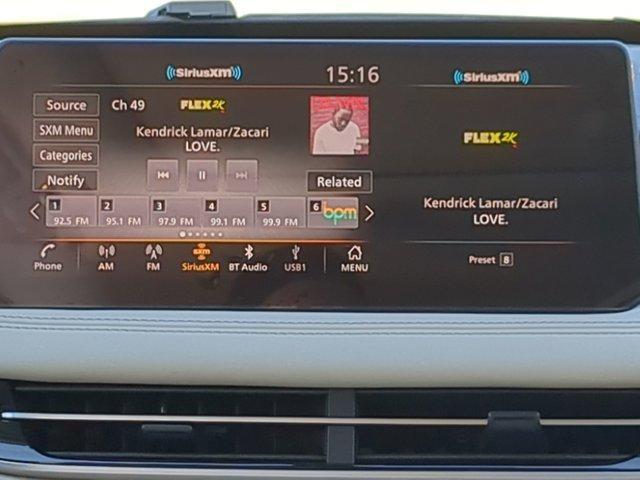 SiriusXM
15:16
SiriusXM
Source
Ch 49
FLEX2K
SXM Menu
Kendrick Lamar/Zacari
LOVE.
Categories
Notify
Related
1
92.5 FM
2
95.1 FM
3
97.9 FM
4
99.1 FM
5
99.9 FM
6
bpm
Phone
AM
FM
sxm
SiriusXM
BT Audio
USB1
MENU
FLEX2K
Kendrick Lamar/Zacari
LOVE.
Preset 8